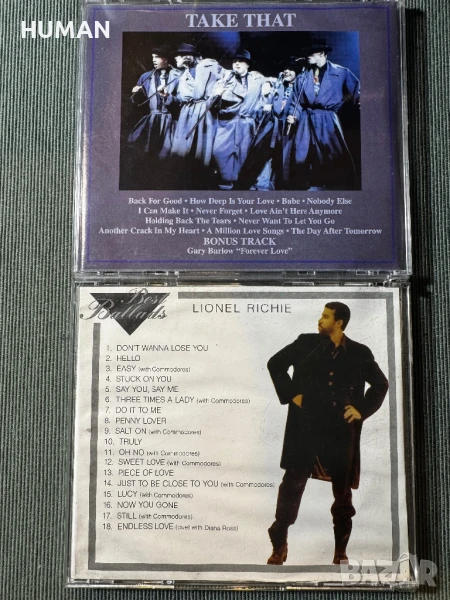 HUMAN
TAKE THAT
Back For Good • How Deep Is Your Love • Babe • Nobody Else
I Can Make It • Never Forget • Love Ain't Here Anymore
Holding Back The Tears • Never Want To Let You Go
Another Crack In My Heart • A Million Love Songs • The Day After Tomorrow
BONUS TRACK
Gary Barlow "Forever Love"
Best
Ballads
LIONEL RICHIE
1. DON'T WANNA LOSE YOU
2. HELLO
3. EASY (with Commodores)
4. STUCK ON YOU
5. SAY YOU, SAY ME
6. THREE TIMES A LADY (with Commodores)
7. DO IT TO ME
8. PENNY LOVER
9. SALT ON (with Commodores)
10. TRULY
11. OH NO (with Commodores)
12. SWEET LOVE (with Commodores)
13. PIECE OF LOVE
14. JUST TO BE CLOSE TO YOU (with Commodores)
15. LUCY (with Commodores)
16. NOW YOU GONE
17. STILL (with Commodores)
18. ENDLESS LOVE (duet with Diana Ross)
BAZAR